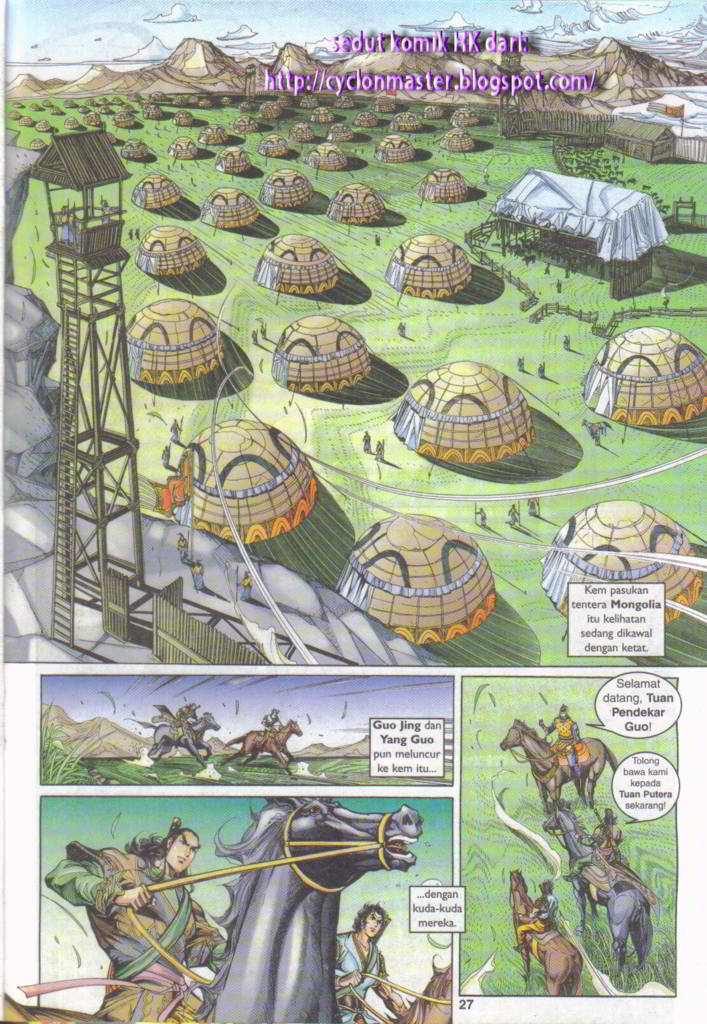 sedut komik HK dari:
http://cyclonmaster.blogspot.com/
Kem pasukan
tentera Mongolia
itu kelihatan
sedang dikawal
dengan ketat.
Guo Jing dan
Yang Guo
pun meluncur
ke kem itu...
...dengan
kuda-kuda
mereka.
Selamat
datang, Tuan
Pendekar
Guo!
Tolong
bawa kami
kepada
Tuan Putera
sekarang!
27